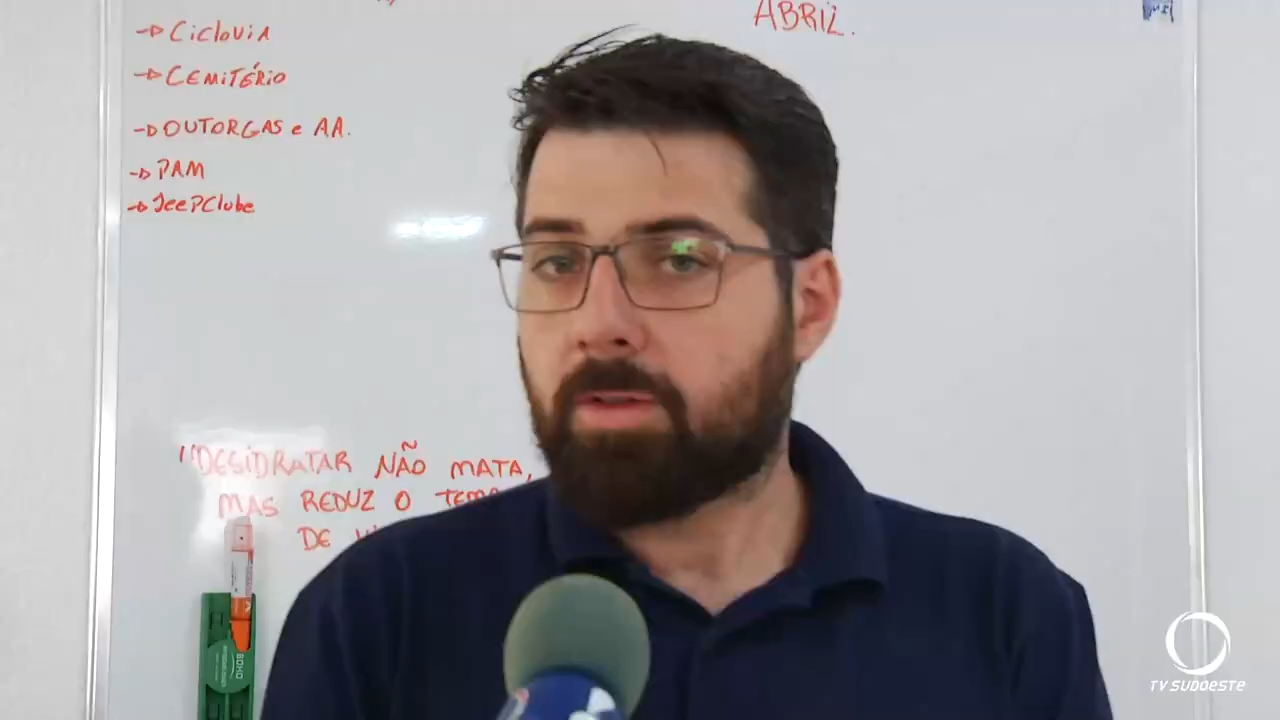 ABRIL.
→ Ciclovia
→ CEMITÉRIO
→ OUTORGAS e AA.
→ PAM
→ JeePClube
"DESIDRATAR NÃO MATA,
MAS REDUZ O
DE
TV SUDOESTE